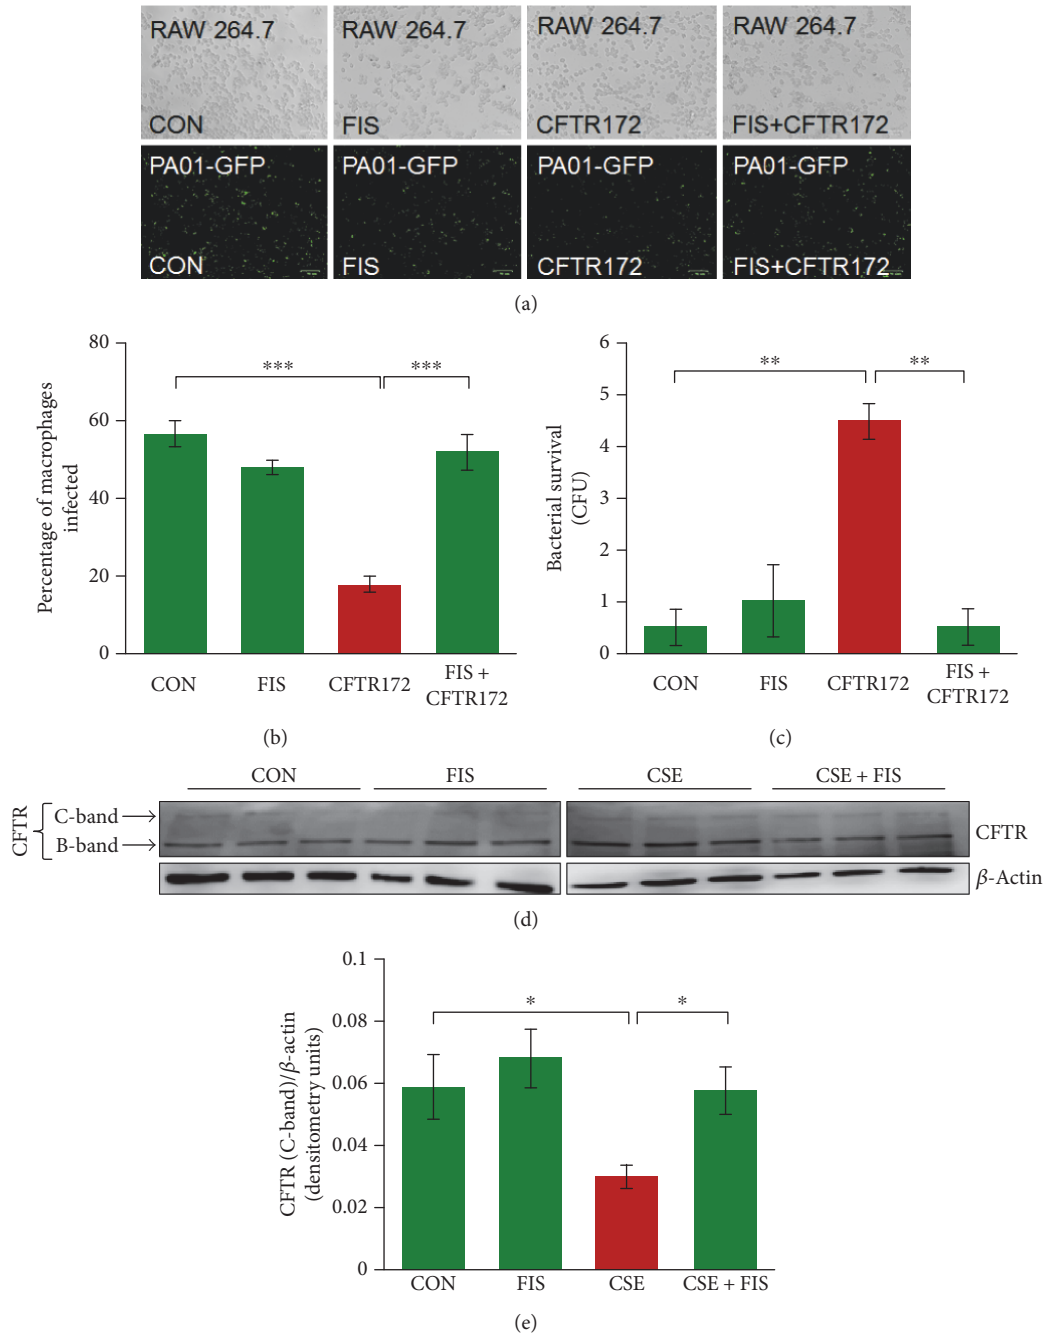 RAW 264.7 RAW 264.7 RAW 264.7 RAW 264.7
CON FIS CFTR172 FIS+CFTR172
PA01-GFP PA01-GFP PA01-GFP PA01-GFP
CON FIS CFTR172 FIS+CFTR172
(a)
Percentage of macrophages
infected
80
60
40
20
0
***
***
CON
FIS
CFTR172
FIS +
CFTR172
(b)
Bacterial survival
(CFU)
6
5
4
3
2
1
0
**
**
CON
FIS
CFTR172
FIS +
CFTR172
(c)
CON FIS CSE CSE + FIS
CFTR
C-band
B-band
CFTR
β-Actin
(d)
CFTR (C-band)/β-actin
(densitometry units)
0.1
0.08
0.06
0.04
0.02
0
*
*
CON FIS CSE CSE + FIS
(e)